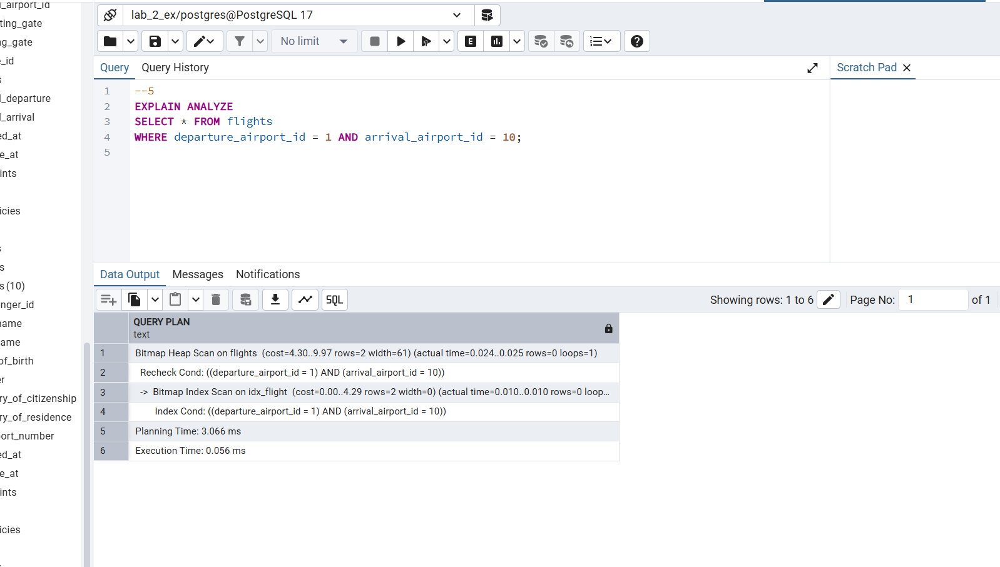 _airport_id
ting_gate
ng_gate
_id
s
l_departure
l_arrival
ed_at
e_at
ints
icies
s
s
s (10)
nger_id
name
ame
of_birth
er
ry_of_citizenship
ry_of_residence
port_number
ed_at
e_at
ints
icies
lab_2_ex/postgres@PostgreSQL 17
No limit
E
Query
Query History
Scratch Pad
1 --5
2 EXPLAIN ANALYZE
3 SELECT * FROM flights
4 WHERE departure_airport_id = 1 AND arrival_airport_id = 10;
5
Data Output
Messages
Notifications
SQL
Showing rows: 1 to 6
Page No: 1 of 1
QUERY PLAN
text
1 Bitmap Heap Scan on flights (cost=4.30..9.97 rows=2 width=61) (actual time=0.024..0.025 rows=0 loops=1)
2 Recheck Cond: ((departure_airport_id = 1) AND (arrival_airport_id = 10))
3 -> Bitmap Index Scan on idx_flight (cost=0.00..4.29 rows=2 width=0) (actual time=0.010..0.010 rows=0 loop...
4 Index Cond: ((departure_airport_id = 1) AND (arrival_airport_id = 10))
5 Planning Time: 3.066 ms
6 Execution Time: 0.056 ms